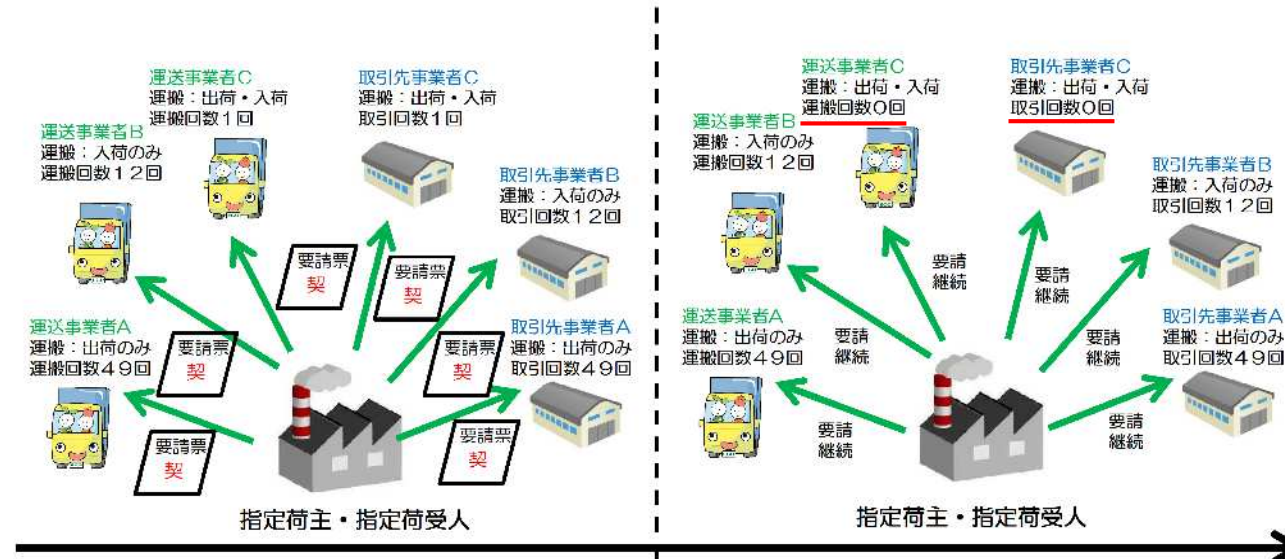 運送事業者C
運搬：出荷・入荷
運搬回数1回
取引先事業者C
運搬：出荷・入荷
取引回数1回
運送事業者B
運搬：入荷のみ
運搬回数12回
取引先事業者B
運搬：入荷のみ
取引回数12回
要請票
契
要請票
契
運送事業者A
運搬：出荷のみ
運搬回数49回
要請票
契
要請票
契
取引先事業者A
運搬：出荷のみ
取引回数49回
要請票
契
要請票
契
指定荷主・指定荷受人
運送事業者C
運搬：出荷・入荷
運搬回数0回
取引先事業者C
運搬：出荷・入荷
取引回数0回
運送事業者B
運搬：入荷のみ
運搬回数12回
取引先事業者B
運搬：入荷のみ
取引回数12回
要請
継続
要請
継続
運送事業者A
運搬：出荷のみ
運搬回数49回
要請
継続
要請
継続
取引先事業者A
運搬：出荷のみ
取引回数49回
要請
継続
要請
継続
指定荷主・指定荷受人